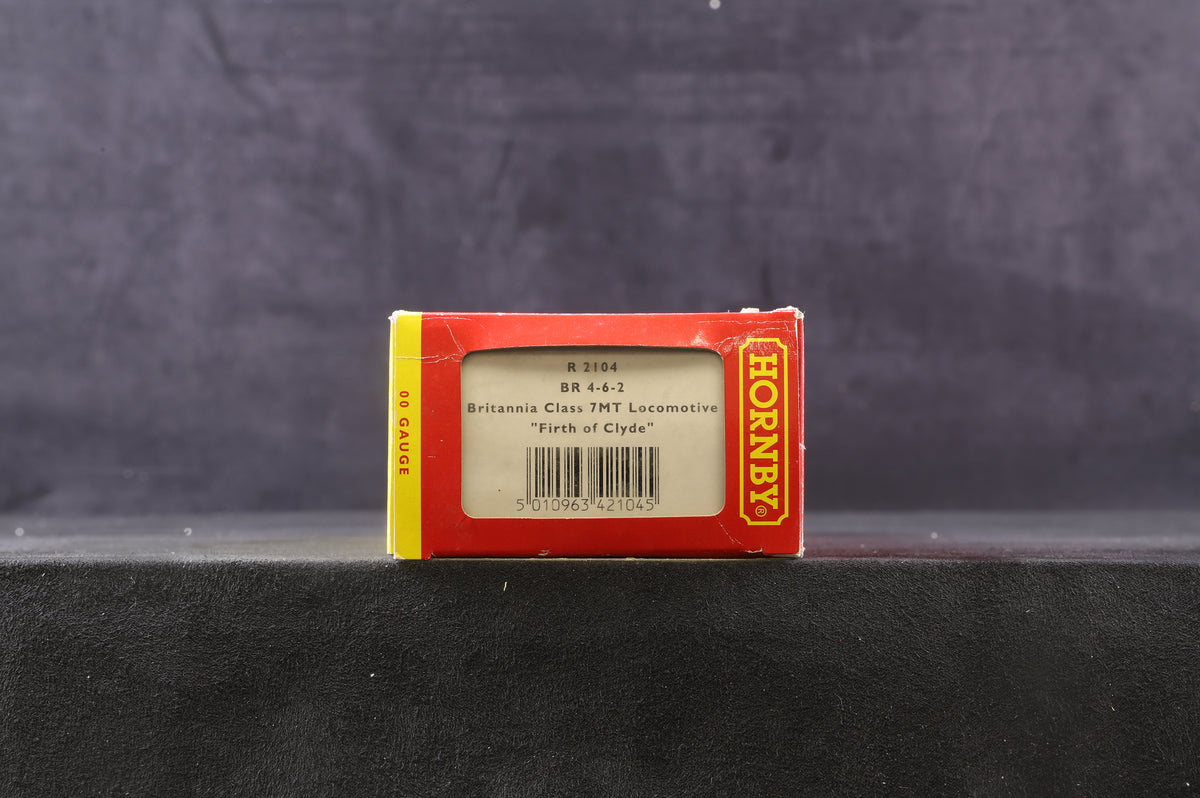 R 2104
BR 4-6-2
Britannia Class 7MT Locomotive
"Firth of Clyde"
5 010963 421045
00 GAUGE
HORNBY®